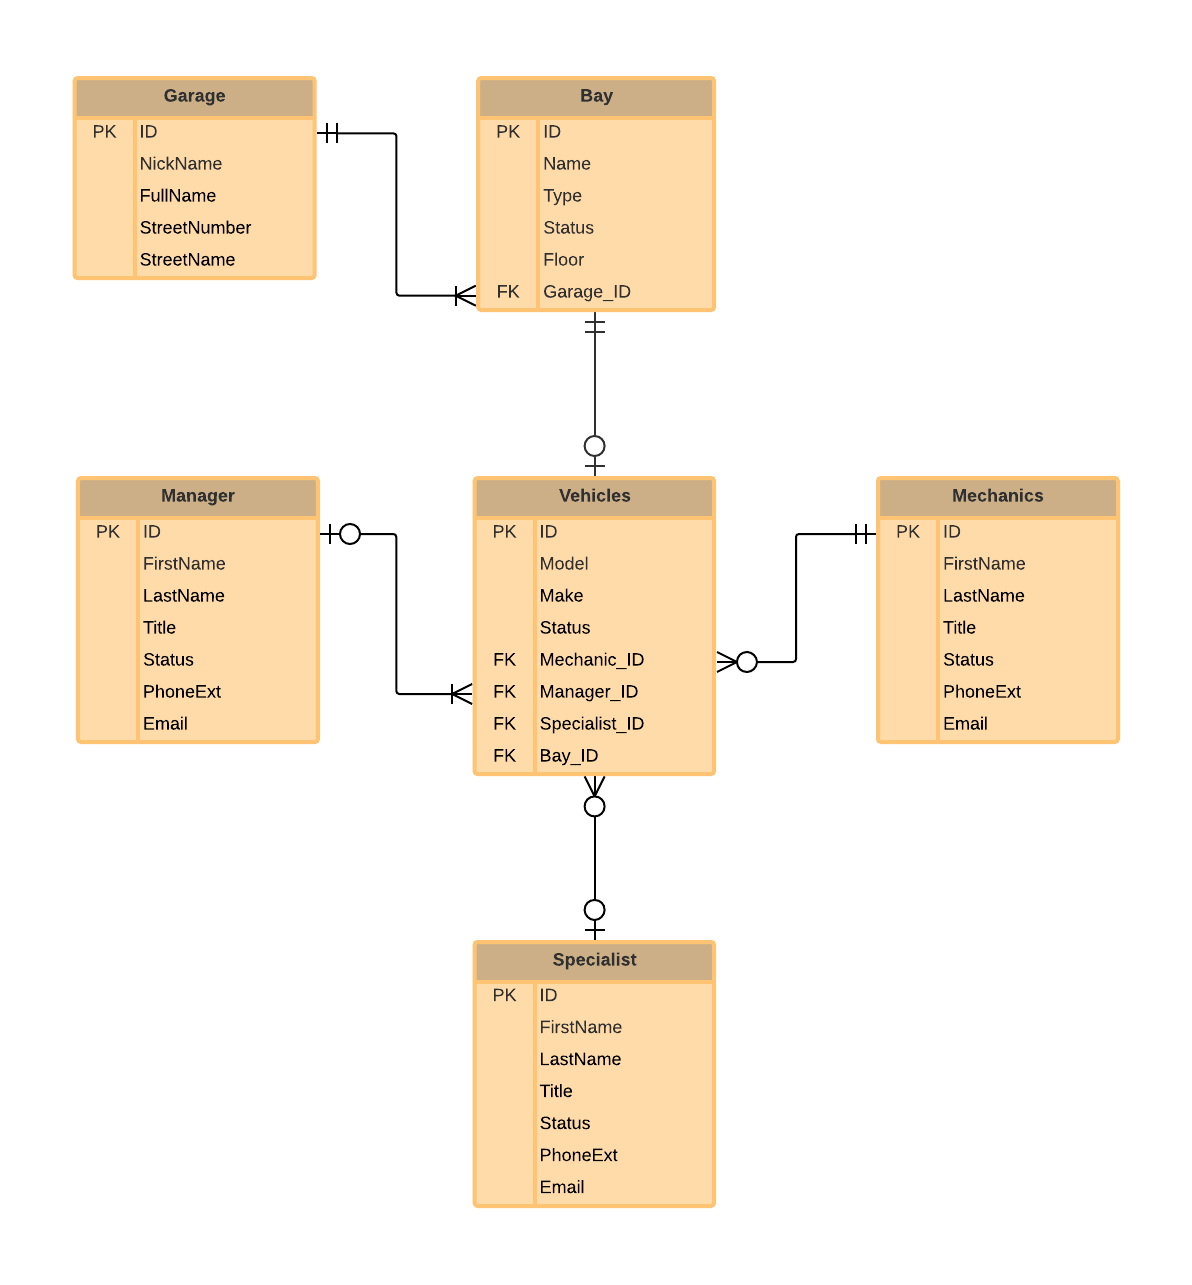 Garage
PK ID
NickName
FullName
StreetNumber
StreetName
Bay
PK ID
Name
Type
Status
Floor
FK Garage_ID
Manager
PK ID
FirstName
LastName
Title
Status
PhoneExt
Email
Vehicles
PK ID
Model
Make
Status
FK Mechanic_ID
FK Manager_ID
FK Specialist_ID
FK Bay_ID
Mechanics
PK ID
FirstName
LastName
Title
Status
PhoneExt
Email
Specialist
PK ID
FirstName
LastName
Title
Status
PhoneExt
Email